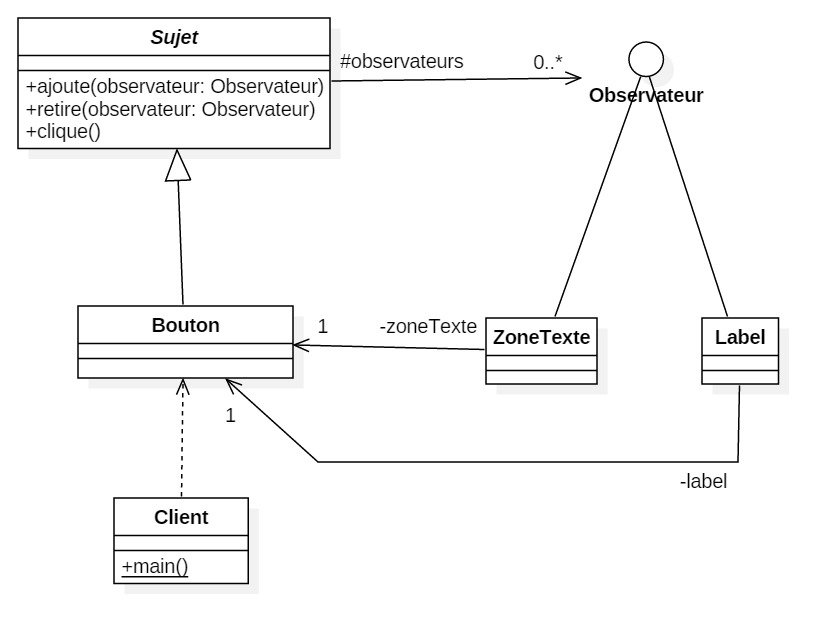 Sujet
+ajoute(observateur: Observateur)
+retire(observateur: Observateur)
+clique()
#observateurs
0..*
Observateur
Bouton
1
-zoneTexte
ZoneTexte
Label
1
-label
Client
+main()